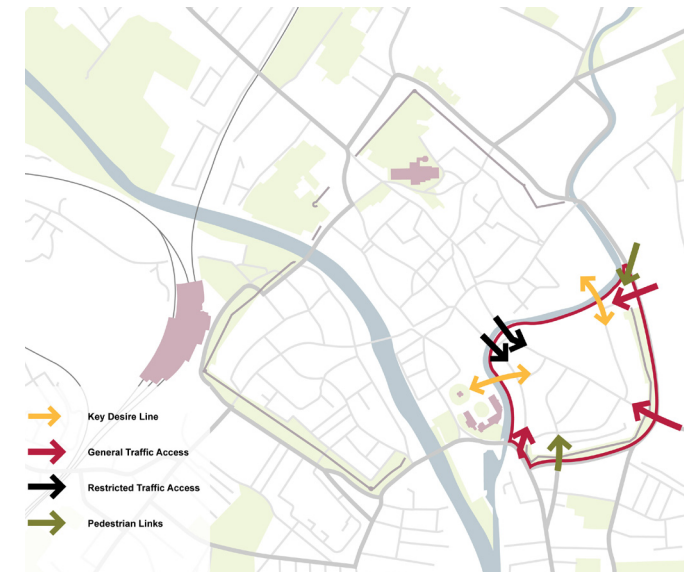 Key Desire Line
General Traffic Access
Restricted Traffic Access
Pedestrian Links